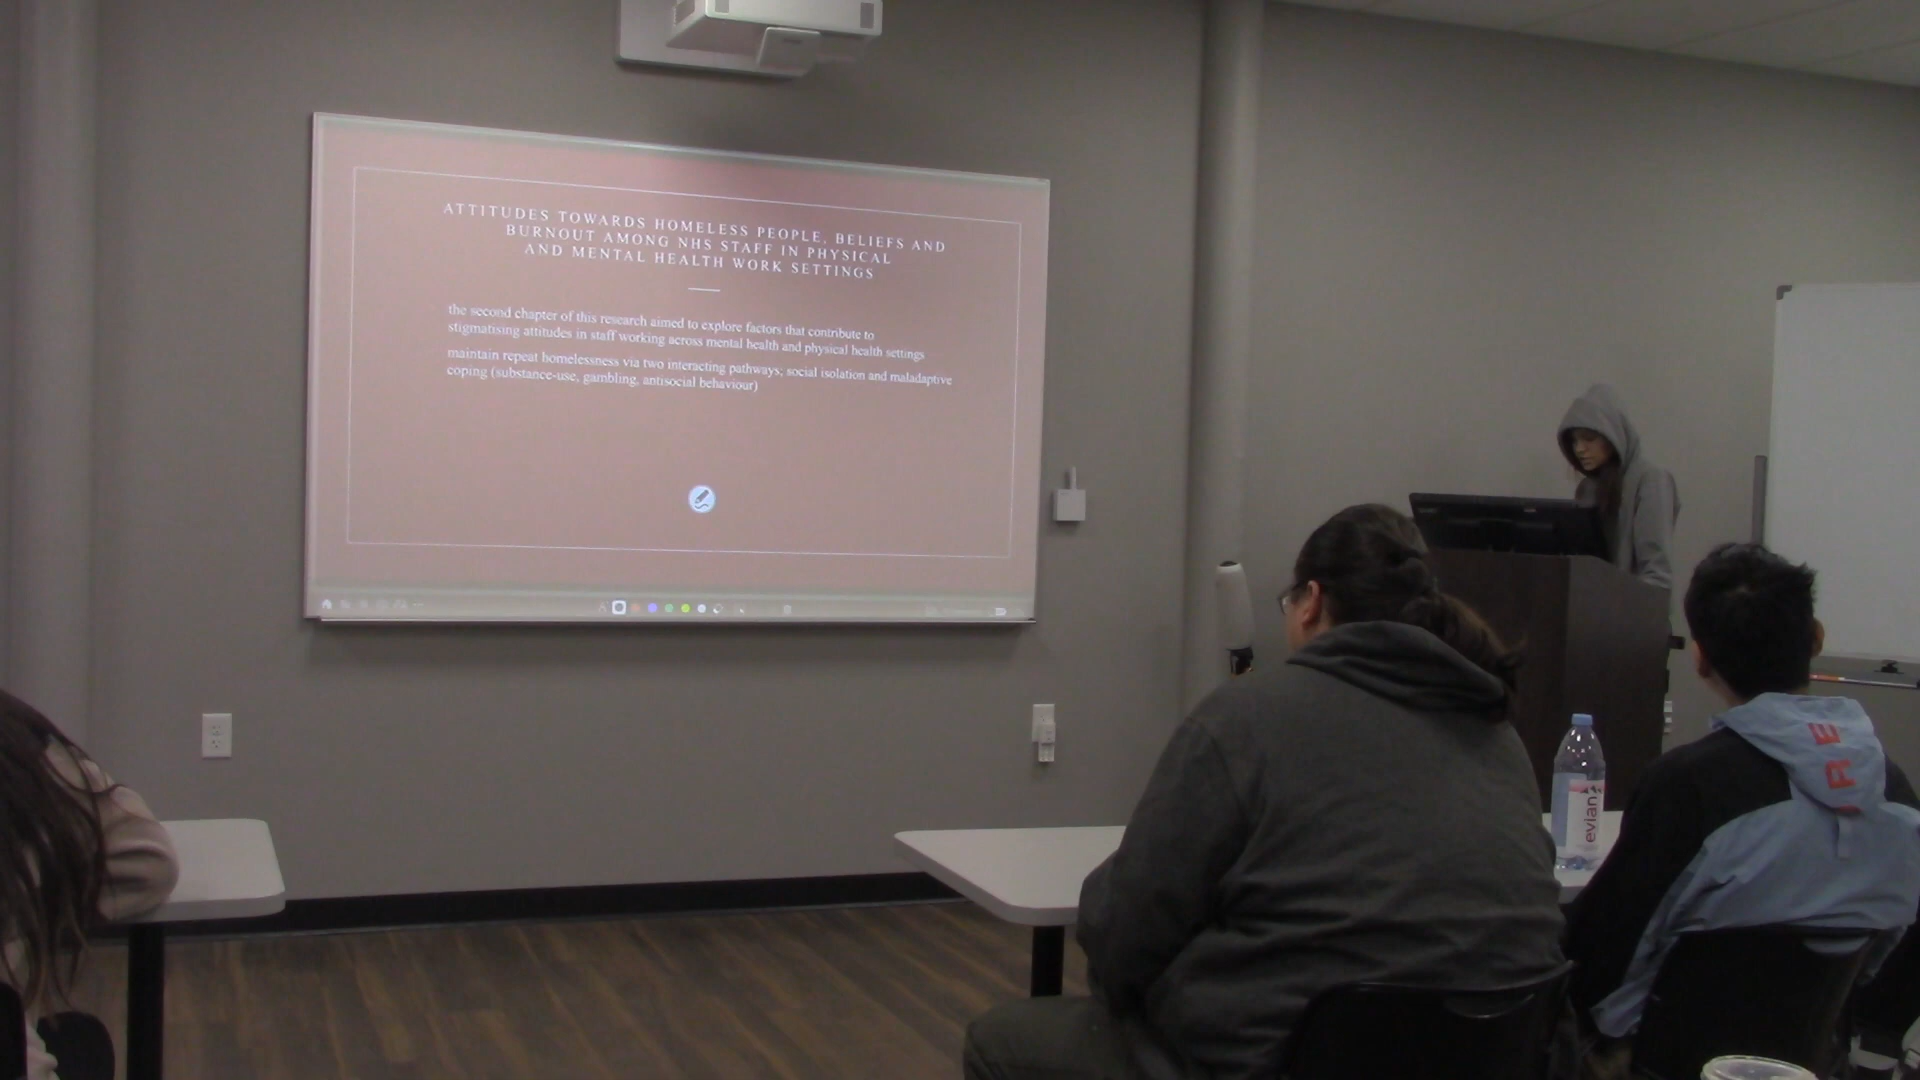 ATTITUDES TOWARDS HOMELESS PEOPLE, BELIEFS AND
BURNOUT AMONG NHS STAFF IN PHYSICAL
AND MENTAL HEALTH WORK SETTINGS
the second chapter of this research aimed to explore factors that contribute to
stigmatising attitudes in staff working across mental health and physical health settings
maintain repeat homelessness via two interacting pathways; social isolation and maladaptive
coping (substance-use, gambling, antisocial behaviour)
evian